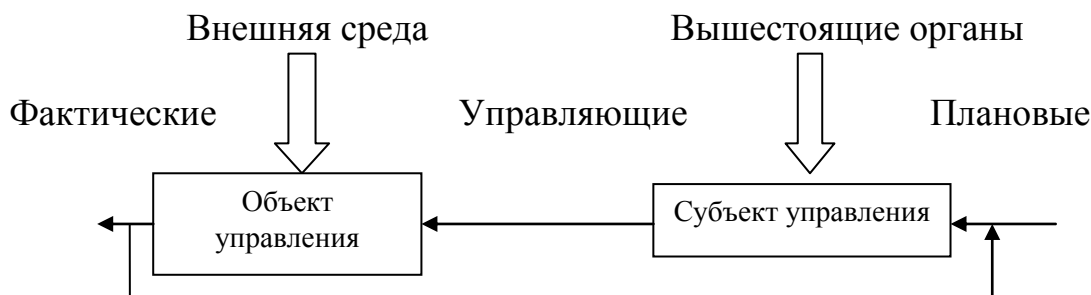 Внешняя среда
Вышестоящие органы
Фактические
Управляющие
Плановые
Объект
управления
Субъект управления